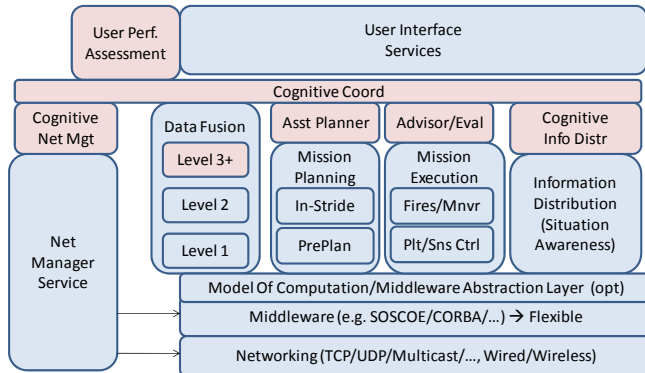 User Perf.
Assessment
User Interface
Services
Cognitive Coord
Cognitive
Net Mgt
Data Fusion
Asst Planner
Advisor/Eval
Cognitive
Info Distr
Level 3+
Level 2
Level 1
Mission
Planning
In-Stride
PrePlan
Mission
Execution
Fires/Mnvr
Plt/Sns Ctrl
Information
Distribution
(Situation
Awareness)
Net
Manager
Service
Model Of Computation/Middleware Abstraction Layer (opt)
Middleware (e.g. SOSCOE/CORBA/…) → Flexible
Networking (TCP/UDP/Multicast/…, Wired/Wireless)